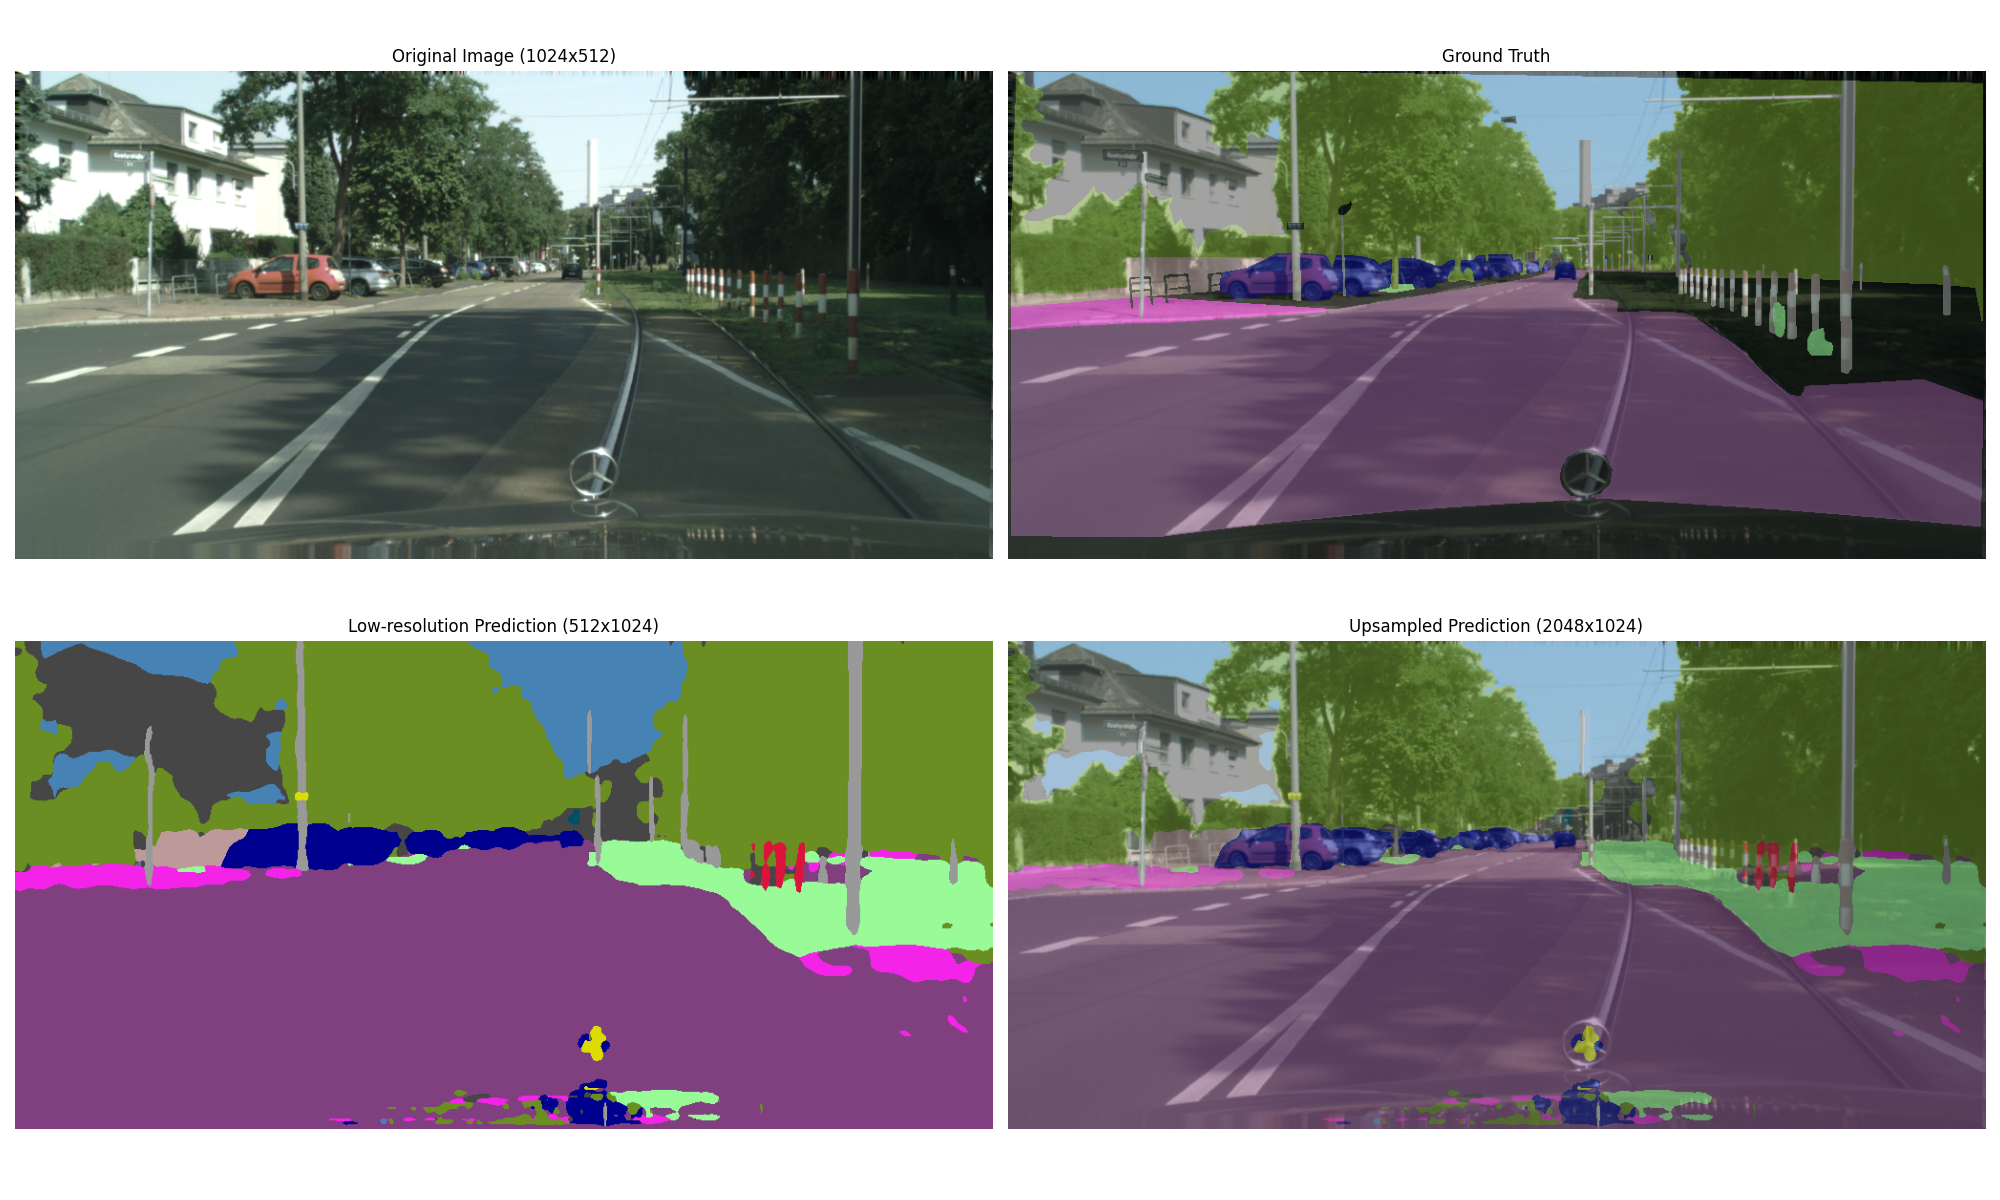 Original Image (1024x512)
Ground Truth
Low-resolution Prediction (512x1024)
Upsampled Prediction (2048x1024)